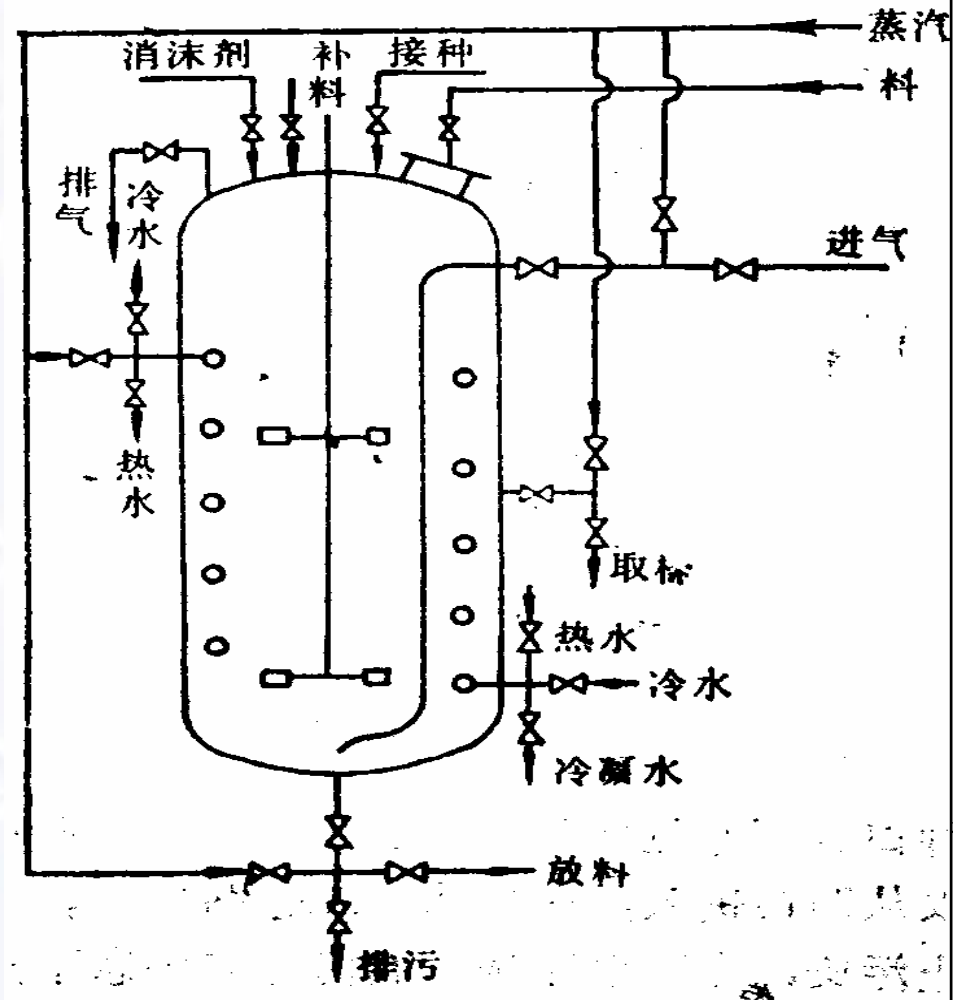 蒸汽
消沫剂
补
料
接种
料
排
气
冷
水
进气
热
水
取样
热水
冷水
冷凝水
放料
排污